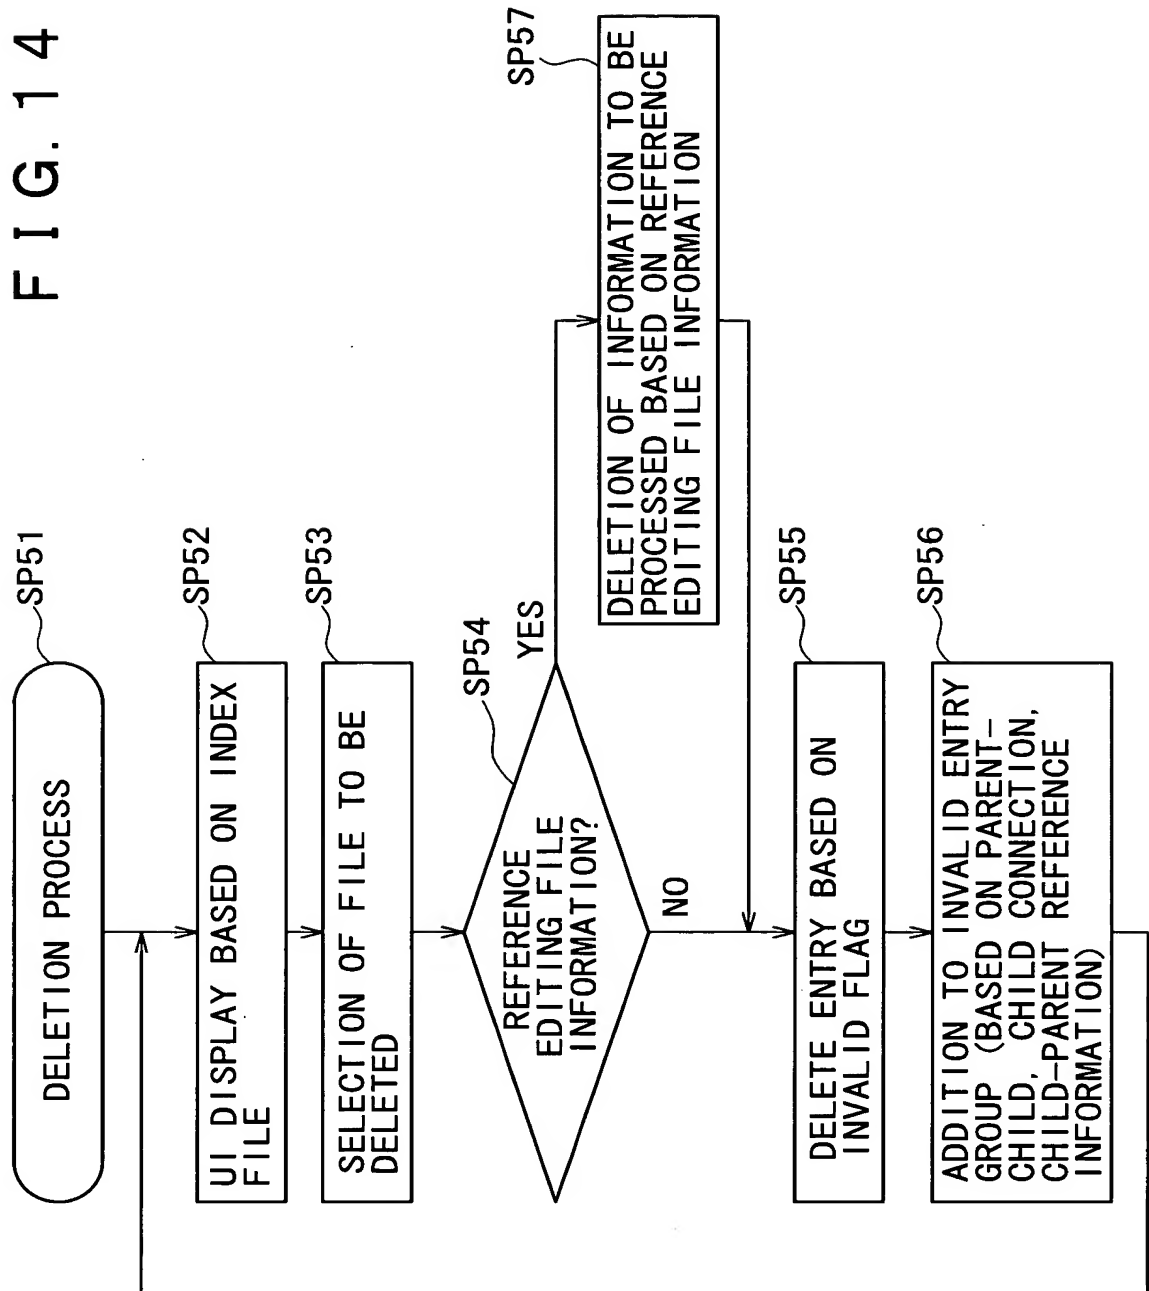 FIG. 14
SP51
DELETION PROCESS
SP52
UI DISPLAY BASED ON INDEX
FILE
SP53
SELECTION OF FILE TO BE
DELETED
SP54
REFERENCE
EDITING FILE
INFORMATION?
YES
NO
SP57
DELETION OF INFORMATION TO BE
PROCESSED BASED ON REFERENCE
EDITING FILE INFORMATION
SP55
DELETE ENTRY BASED ON
INVALID FLAG
SP56
ADDITION TO INVALID ENTRY
GROUP (BASED ON PARENT-
CHILD, CHILD CONNECTION,
CHILD-PARENT REFERENCE
INFORMATION)